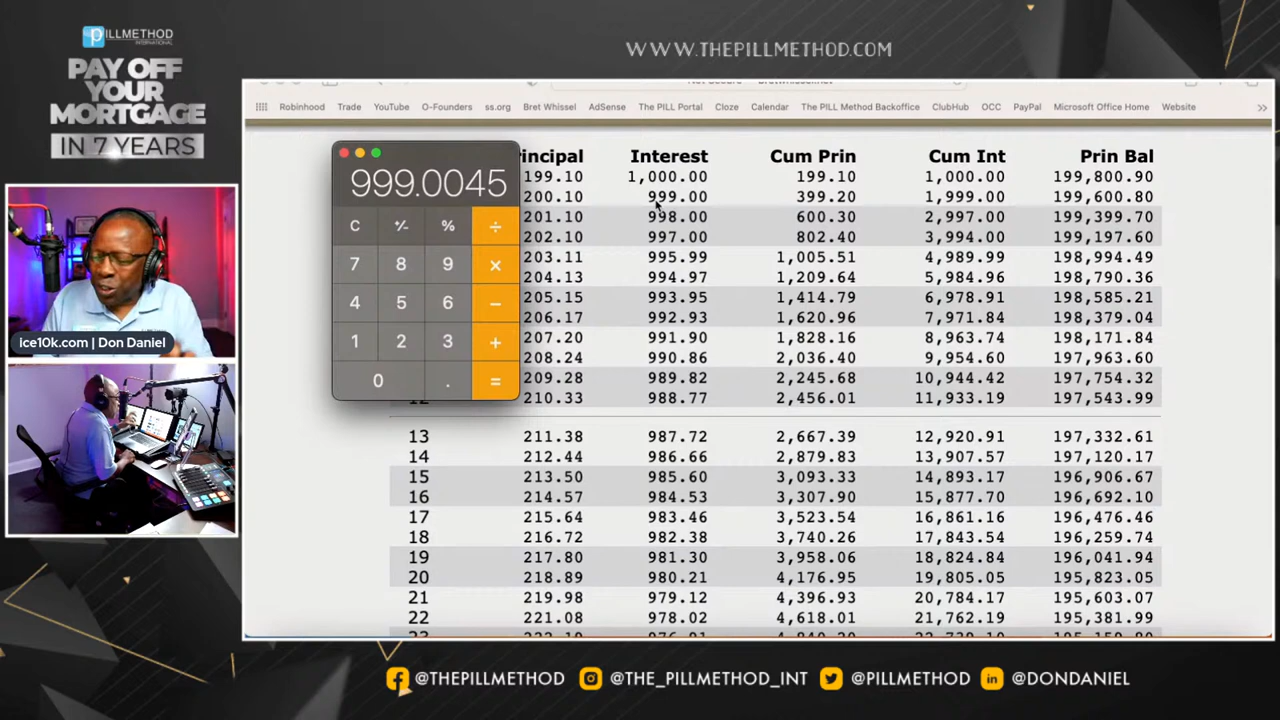 PILLMETHOD
INTERNATIONAL
PAY OFF
YOUR
MORTGAGE
IN 7 YEARS
WWW.THEPILLMETHOD.COM
Robinhood Trade YouTube O-Founders ss.org Bret Whissel AdSense The PILL Portal Cloze Calendar The PILL Method Backoffice ClubHub OCC PayPal Microsoft Office Home Website >>
999.0045
C +/- % ÷
7 8 9 ×
4 5 6 −
1 2 3 +
0 . =
incipal Interest Cum Prin Cum Int Prin Bal
199.10 1,000.00 199.10 1,000.00 199,800.90
200.10 999.00 399.20 1,999.00 199,600.80
201.10 998.00 600.30 2,997.00 199,399.70
202.10 997.00 802.40 3,994.00 199,197.60
203.11 995.99 1,005.51 4,989.99 198,994.49
204.13 994.97 1,209.64 5,984.96 198,790.36
205.15 993.95 1,414.79 6,978.91 198,585.21
206.17 992.93 1,620.96 7,971.84 198,379.04
207.20 991.90 1,828.16 8,963.74 198,171.84
208.24 990.86 2,036.40 9,954.60 197,963.60
209.28 989.82 2,245.68 10,944.42 197,754.32
12 210.33 988.77 2,456.01 11,933.19 197,543.99
13 211.38 987.72 2,667.39 12,920.91 197,332.61
14 212.44 986.66 2,879.83 13,907.57 197,120.17
15 213.50 985.60 3,093.33 14,893.17 196,906.67
16 214.57 984.53 3,307.90 15,877.70 196,692.10
17 215.64 983.46 3,523.54 16,861.16 196,476.46
18 216.72 982.38 3,740.26 17,843.54 196,259.74
19 217.80 981.30 3,958.06 18,824.84 196,041.94
20 218.89 980.21 4,176.95 19,805.05 195,823.05
21 219.98 979.12 4,396.93 20,784.17 195,603.07
22 221.08 978.02 4,618.01 21,762.19 195,381.99
ice10k.com | Don Daniel
@THEPILLMETHOD @THE_PILLMETHOD_INT @PILLMETHOD @DONDANIEL